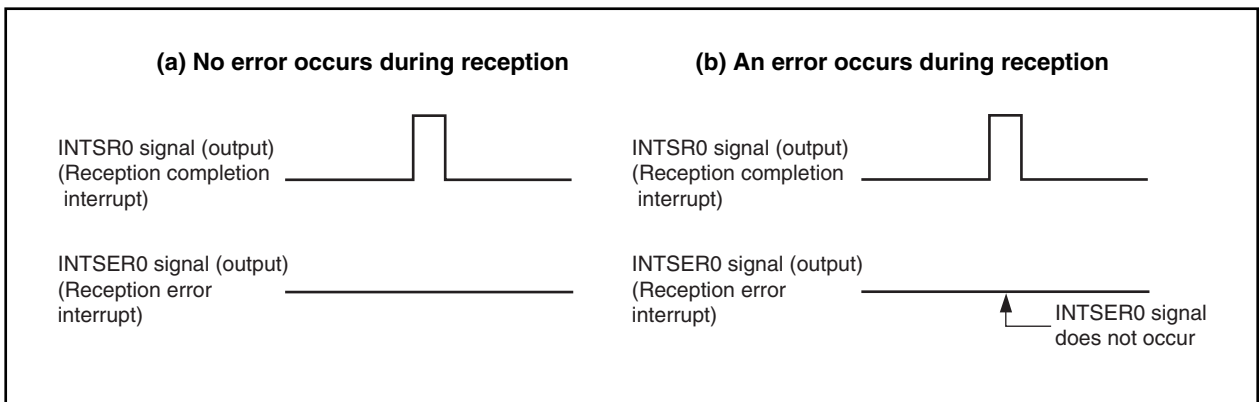 (a) No error occurs during reception
INTSR0 signal (output)
(Reception completion
interrupt)
INTSER0 signal (output)
(Reception error
interrupt)
(b) An error occurs during reception
INTSR0 signal (output)
(Reception completion
interrupt)
INTSER0 signal (output)
(Reception error
interrupt)
INTSER0 signal
does not occur